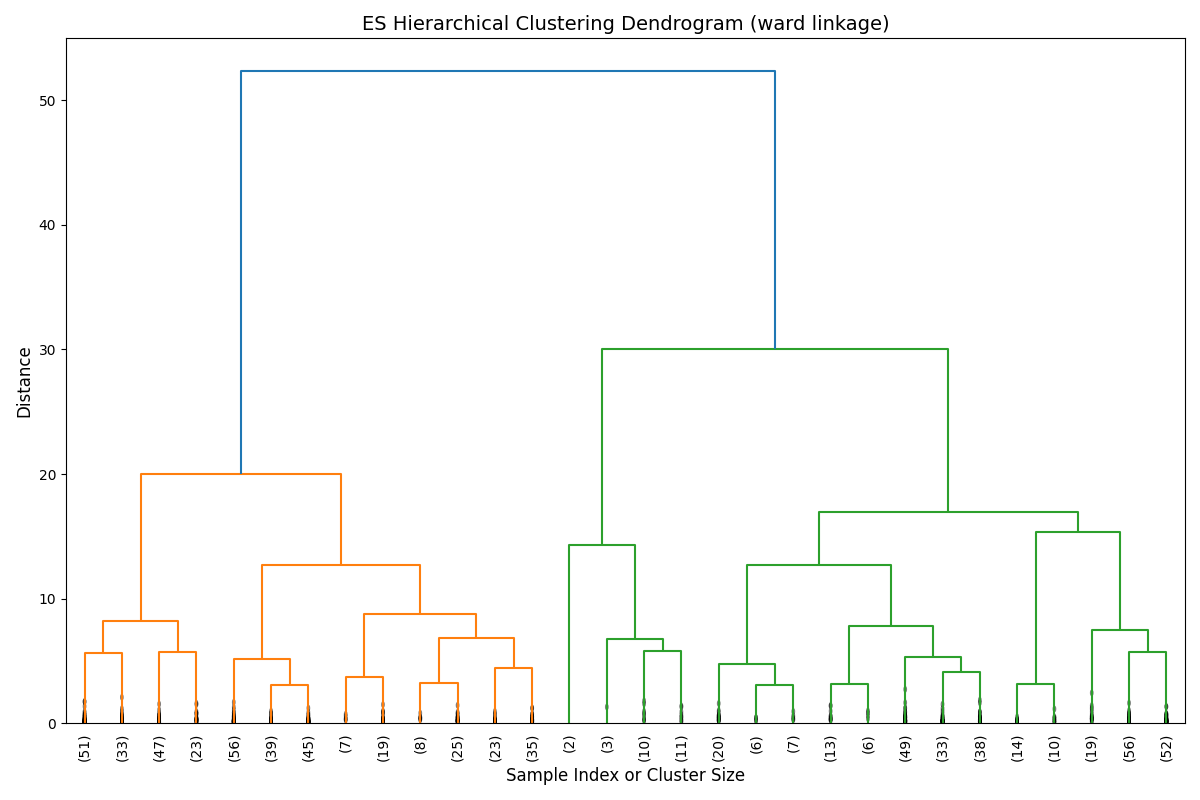 ES Hierarchical Clustering Dendrogram (ward linkage)
50
40
30
20
10
0
Distance
(51) (33) (47) (23) (56) (39) (45) (7) (19) (8) (25) (23) (35) (2) (3) (10) (11) (20) (6) (7) (13) (6) (49) (33) (38) (14) (10) (19) (56) (52)
Sample Index or Cluster Size